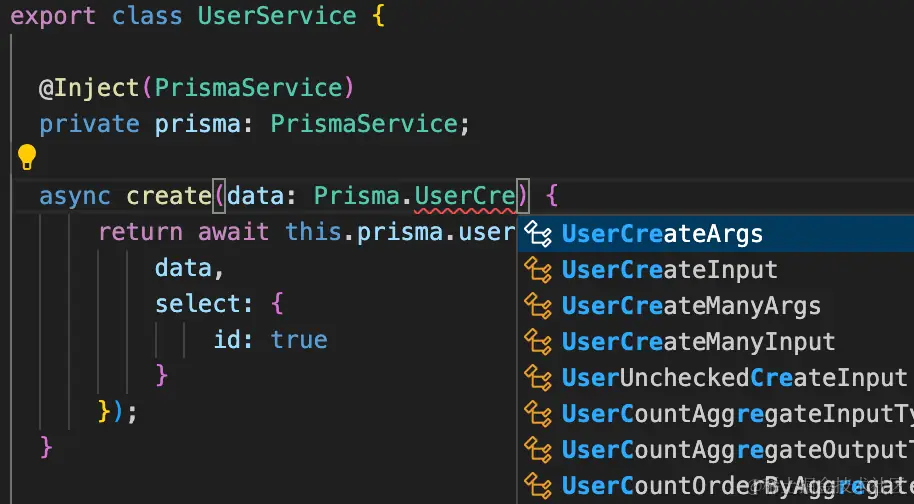 export class UserService {
@Inject(PrismaService)
private prisma: PrismaService;
async create(data: Prisma.UserCre) {
return await this.prisma.user
data,
select: {
id: true
}
});
}
UserCreateArgs
UserCreateInput
UserCreateManyArgs
UserCreateManyInput
UserUncheckedCreateInput
UserCountAggregateInputTy
UserCountAggregateOutputT
UserCountOrderByAggregate